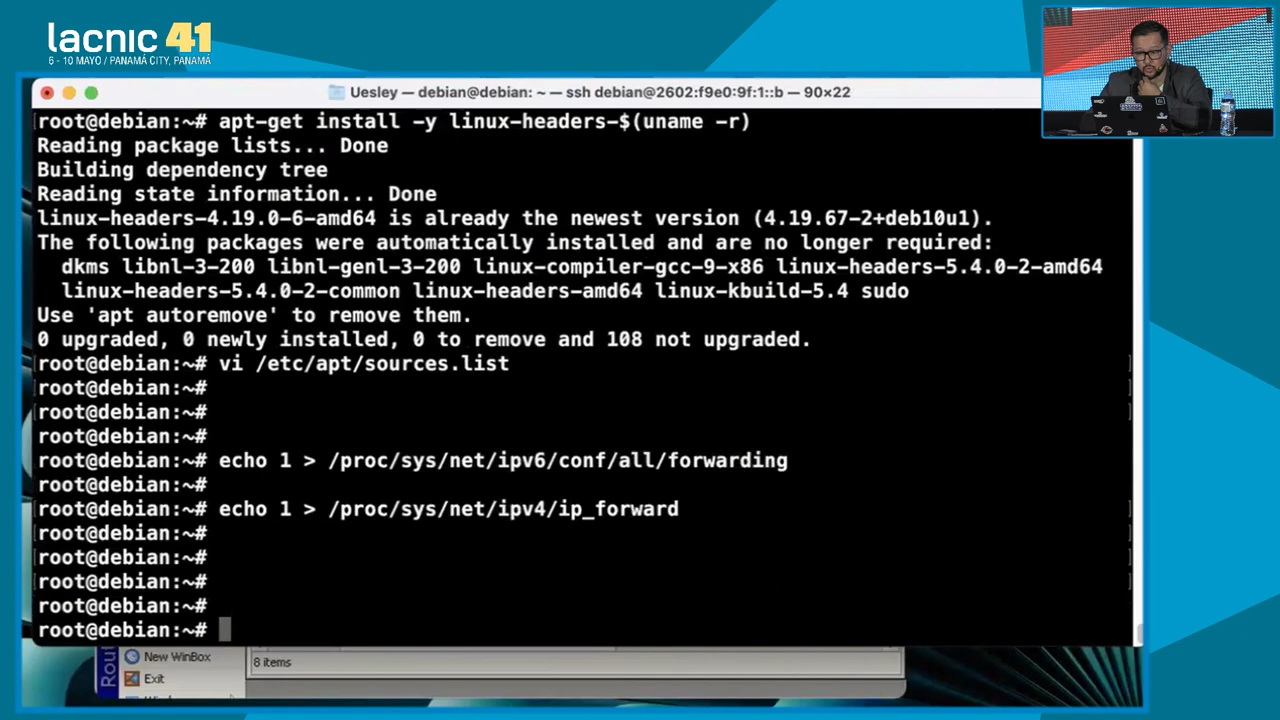 lacnic 41
6 - 10 MAYO / PANAMÁ CITY, PANAMÁ
Uesley — debian@debian: ~ — ssh debian@2602:f9e0:9f:1::b — 90×22
root@debian:~# apt-get install -y linux-headers-$(uname -r)
Reading package lists... Done
Building dependency tree
Reading state information... Done
linux-headers-4.19.0-6-amd64 is already the newest version (4.19.67-2+deb10u1).
The following packages were automatically installed and are no longer required:
  dkms libnl-3-200 libnl-genl-3-200 linux-compiler-gcc-9-x86 linux-headers-5.4.0-2-amd64
  linux-headers-5.4.0-2-common linux-headers-amd64 linux-kbuild-5.4 sudo
Use 'apt autoremove' to remove them.
0 upgraded, 0 newly installed, 0 to remove and 108 not upgraded.
root@debian:~# vi /etc/apt/sources.list
root@debian:~#
root@debian:~#
root@debian:~#
root@debian:~# echo 1 > /proc/sys/net/ipv6/conf/all/forwarding
root@debian:~#
root@debian:~# echo 1 > /proc/sys/net/ipv4/ip_forward
root@debian:~#
root@debian:~#
root@debian:~#
root@debian:~#
root@debian:~#
New WinBox
8 items
Exit